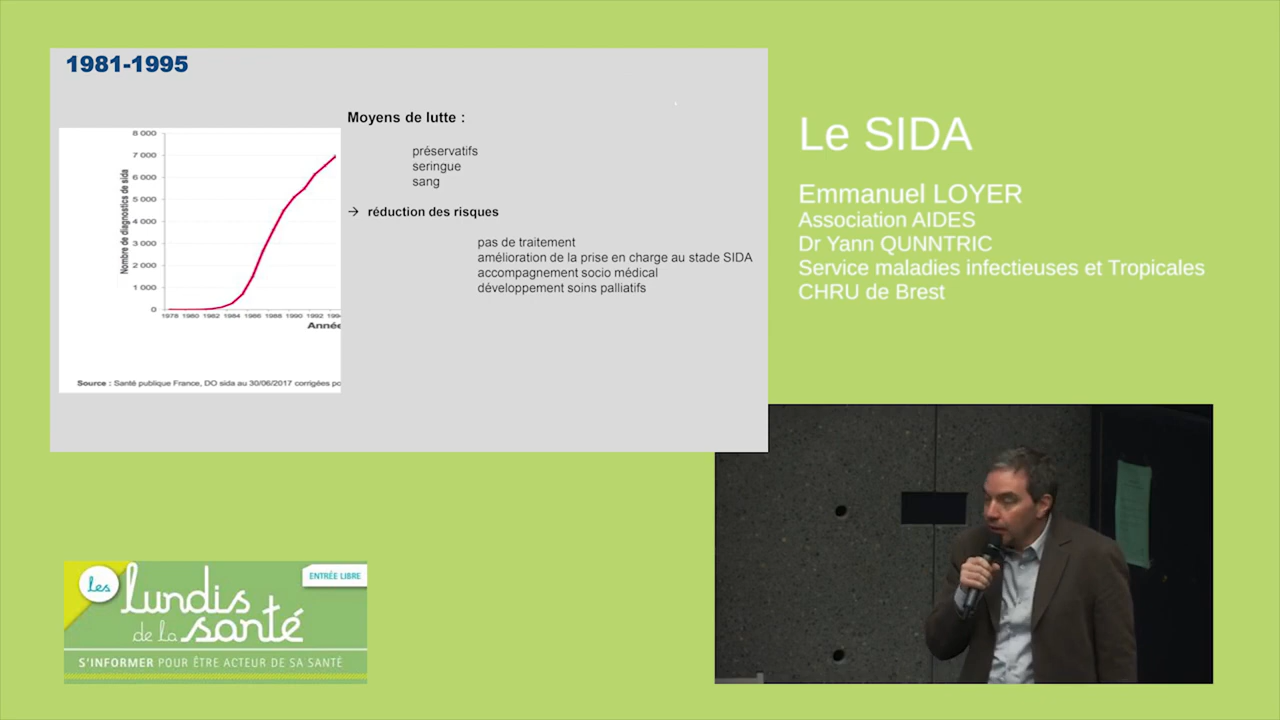 1981-1995
Moyens de lutte :
préservatifs
seringue
sang
→ réduction des risques
pas de traitement
amélioration de la prise en charge au stade SIDA
accompagnement socio médical
développement soins palliatifs
Nombre de diagnostics de sida
8 000
7 000
6 000
5 000
4 000
3 000
2 000
1 000
0
1978 1980 1982 1984 1986 1988 1990 1992 199
Année
Source : Santé publique France, DO sida au 30/06/2017 corrigées
Le SIDA
Emmanuel LOYER
Association AIDES
Dr Yann QUNNTRIC
Service maladies infectieuses et Tropicales
CHRU de Brest
les
ENTRÉE LIBRE
lundis
de la santé
S'INFORMER POUR ÊTRE ACTEUR DE SA SANTÉ